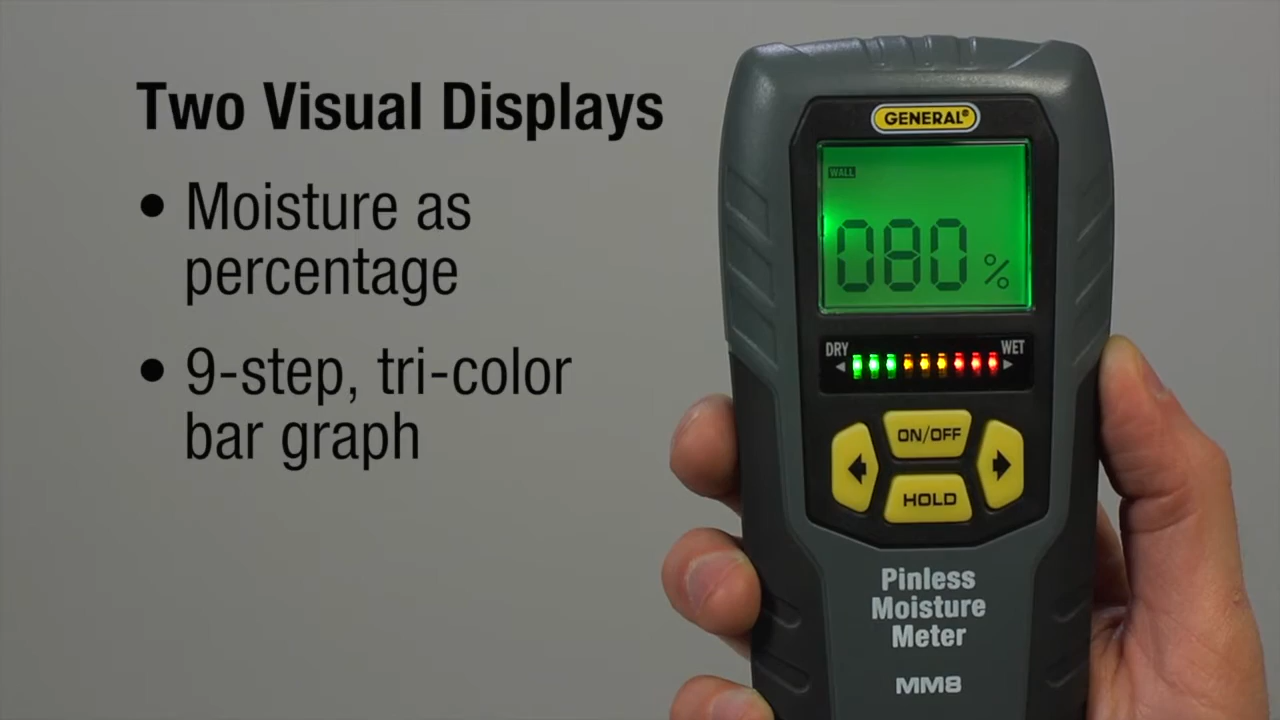 Two Visual Displays
• Moisture as
percentage
• 9-step, tri-color
bar graph
GENERAL®
WALL
080 %
DRY WET
ON/OFF
HOLD
Pinless
Moisture
Meter
MM8